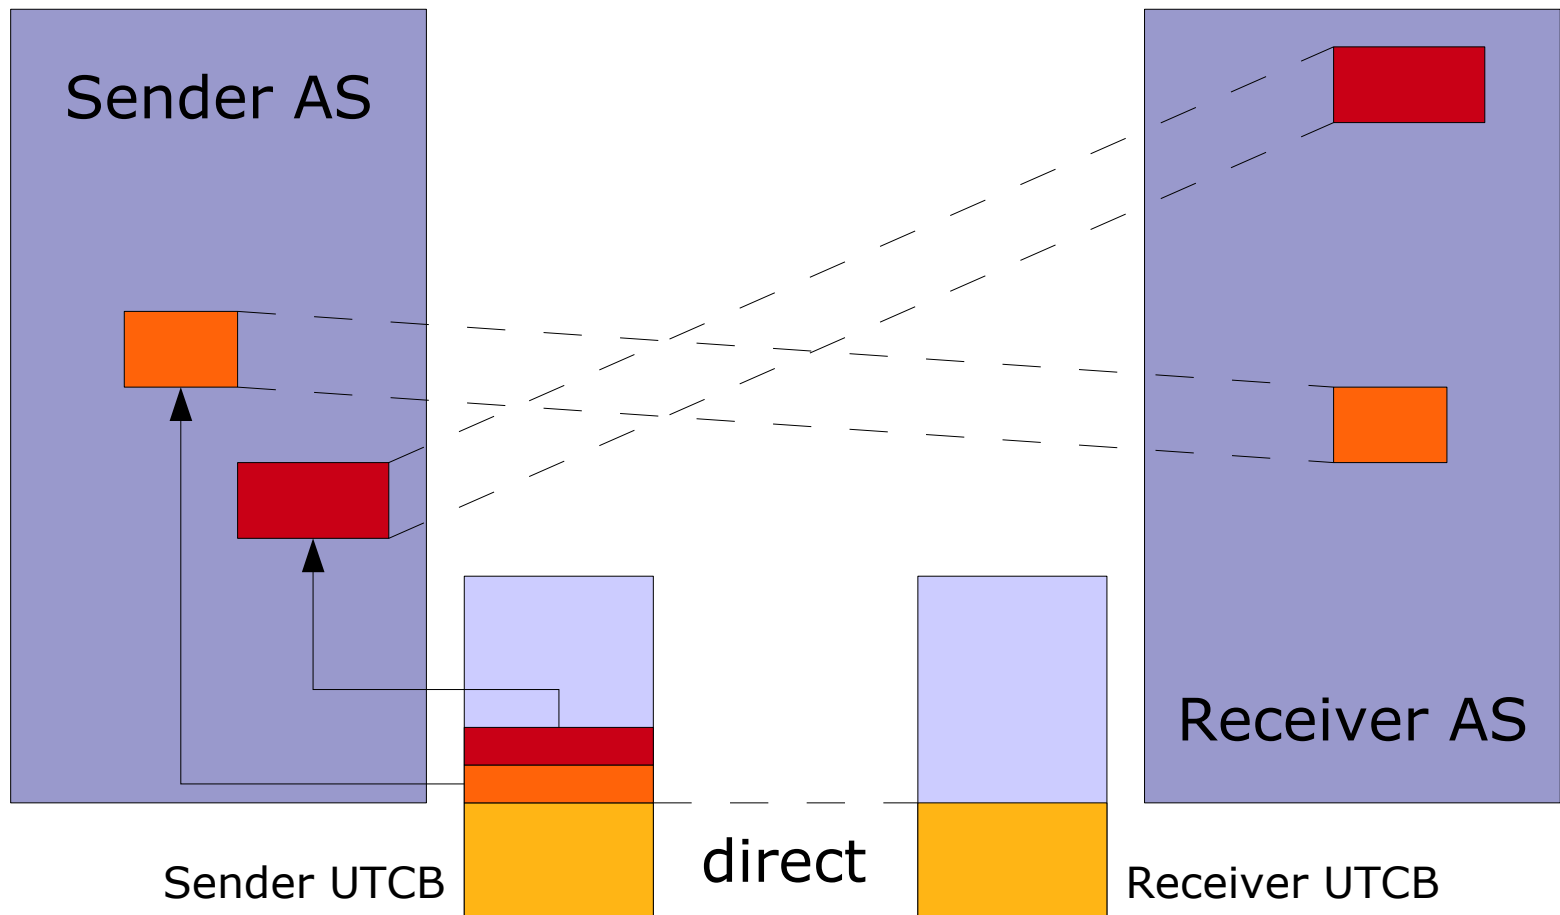 Sender AS
Receiver AS
direct
Sender UTCB
Receiver UTCB